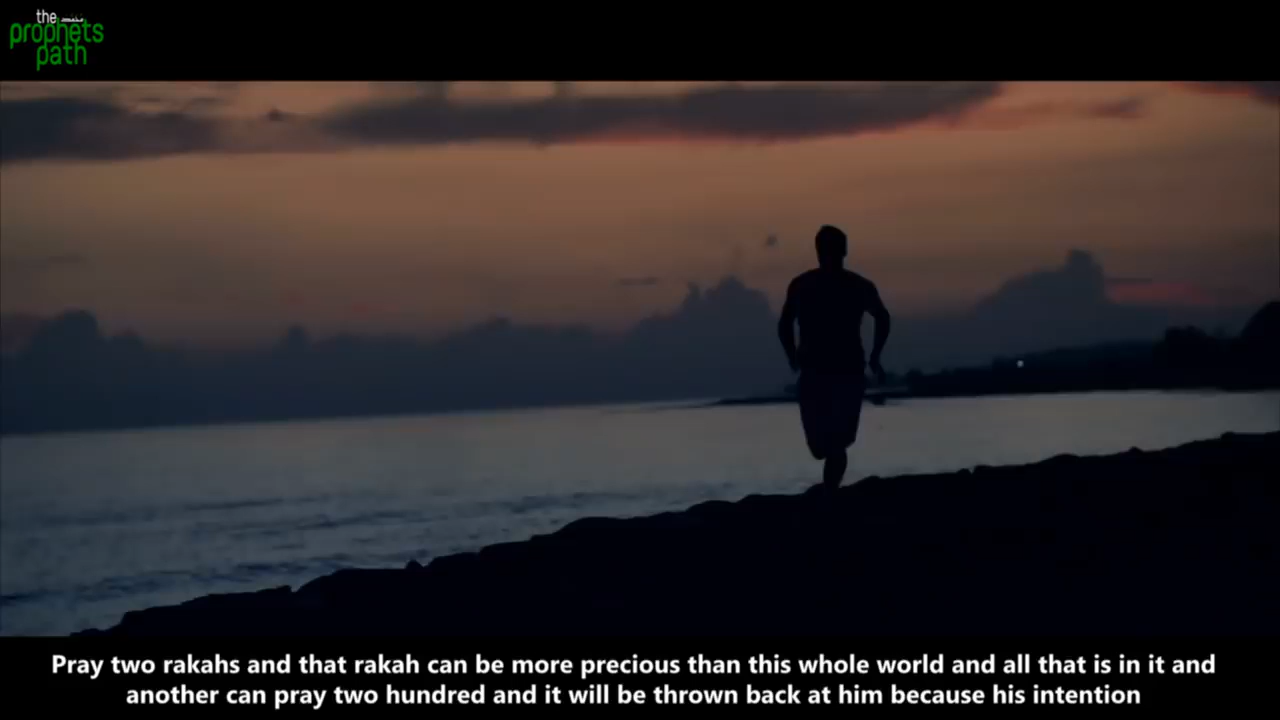 the
prophets
path
Pray two rakahs and that rakah can be more precious than this whole world and all that is in it and
another can pray two hundred and it will be thrown back at him because his intention